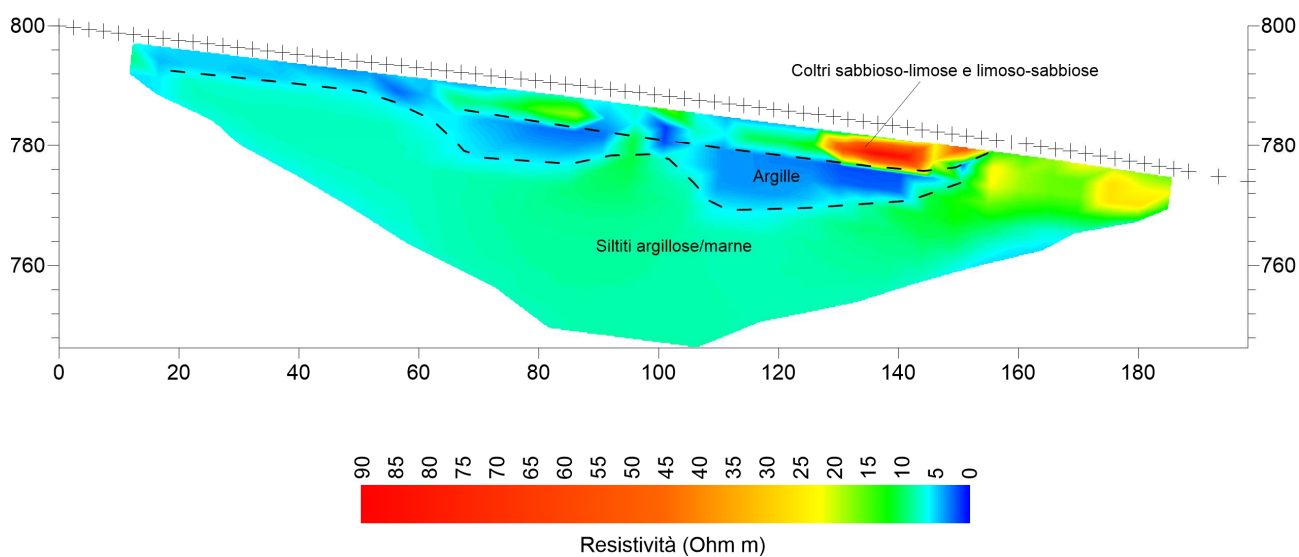 800
800
Coltri sabbioso-limose e limoso-sabbiose
780
780
Argille
Siltiti argillose/marne
760
760
0 20 40 60 80 100 120 140 160 180
90 85 80 75 70 65 60 55 50 45 40 35 30 25 20 15 10 5 0
Resistività (Ohm m)